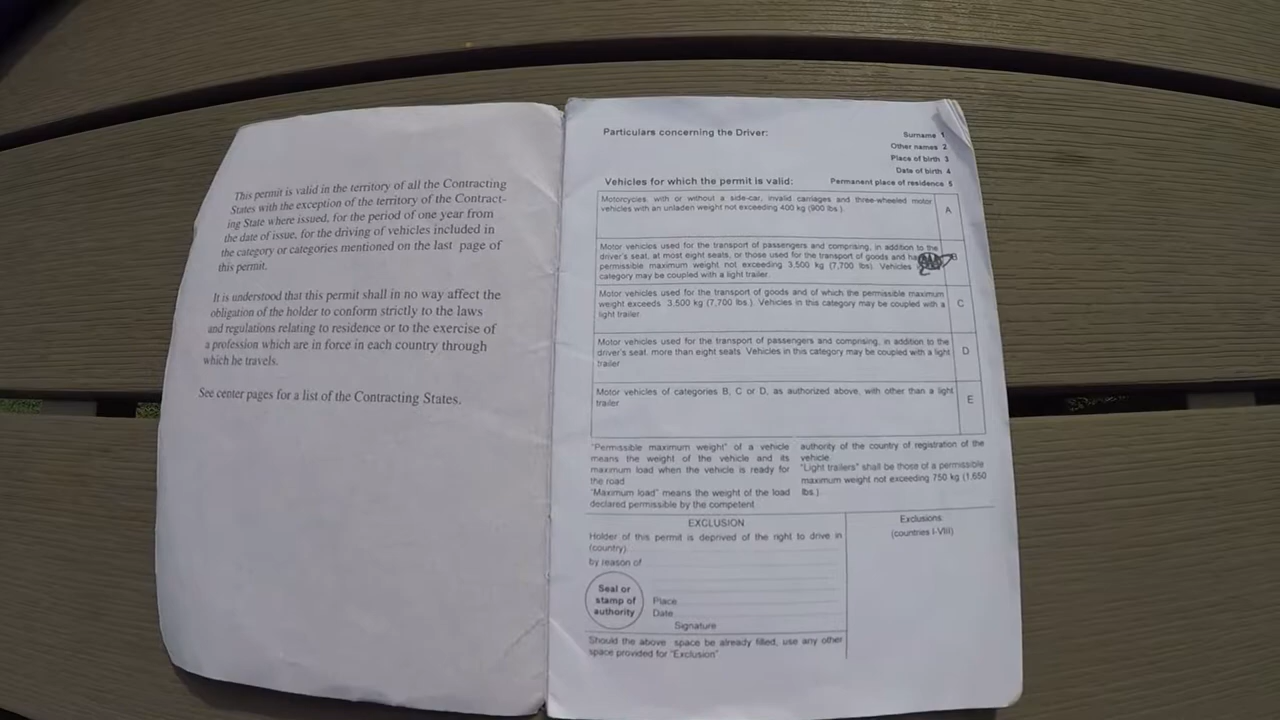 This permit is valid in the territory of all the Contracting
States with the exception of the territory of the Contract-
ing State where issued, for the period of one year from
the date of issue, for the driving of vehicles included in
the category or categories mentioned on the last page of
this permit.
It is understood that this permit shall in no way affect the
obligation of the holder to conform strictly to the laws
and regulations relating to residence or to the exercise of
a profession which are in force in each country through
which he travels.
See center pages for a list of the Contracting States.
Particulars concerning the Driver:
Surname 1
Other names 2
Place of birth 3
Date of birth 4
Permanent place of residence 5
Vehicles for which the permit is valid:
Motorcycles, with or without a side-car, invalid carriages and three-wheeled motor
vehicles with an unladen weight not exceeding 400 kg (900 lbs.).
A
Motor vehicles used for the transport of passengers and comprising, in addition to the
driver's seat, at most eight seats, or those used for the transport of goods and
permissible maximum weight not exceeding 3,500 kg (7,700 lbs). Vehicles
category may be coupled with a light trailer.
AAA
B
Motor vehicles used for the transport of goods and of which the permissible maximum
weight exceeds 3,500 kg (7,700 lbs.). Vehicles in this category may be coupled with a
light trailer.
C
Motor vehicles used for the transport of passengers and comprising, in addition to the
driver's seat, more than eight seats. Vehicles in this category may be coupled with a light
trailer
D
Motor vehicles of categories B, C or D, as authorized above, with other than a light
trailer
E
"Permissible maximum weight" of a vehicle
means the weight of the vehicle and its
maximum load when the vehicle is ready for
the road
"Maximum load" means the weight of the load
declared permissible by the competent
authority of the country of registration of the
vehicle.
"Light trailers" shall be those of a permissible
maximum weight not exceeding 750 kg (1,650
lbs.)
EXCLUSION
Holder of this permit is deprived of the right to drive in
(country)
by reason of
Seal or
stamp of
authority
Place
Date
Signature
Should the above space be already filled, use any other
space provided for "Exclusion"
Exclusions
(countries I-VIII)